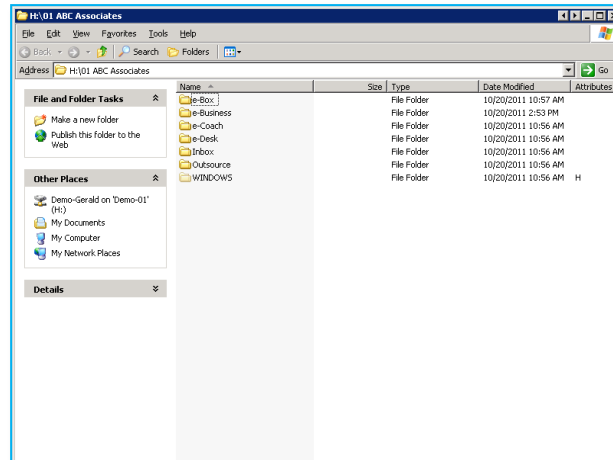 H:\01 ABC Associates
File Edit View Favorites Tools Help
Back Search Folders
Address H:\01 ABC Associates Go
File and Folder Tasks
Make a new folder
Publish this folder to the
Web
Other Places
Demo-Gerald on 'Demo-01'
(H:)
My Documents
My Computer
My Network Places
Details
Name Size Type Date Modified Attributes
e-Box File Folder 10/20/2011 10:57 AM
e-Business File Folder 10/20/2011 2:53 PM
e-Coach File Folder 10/20/2011 10:56 AM
e-Desk File Folder 10/20/2011 10:56 AM
Inbox File Folder 10/20/2011 10:56 AM
Outsource File Folder 10/20/2011 10:56 AM
WINDOWS File Folder 10/20/2011 10:56 AM H